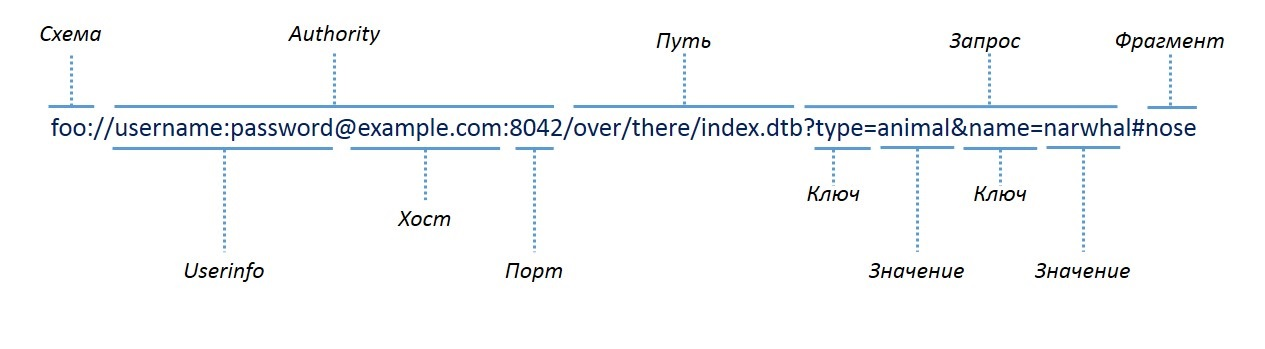 Схема Authority Путь Запрос Фрагмент
foo://username:password@example.com:8042/over/there/index.dtb?type=animal&name=narwhal#nose
Ключ Ключ
Хост
Userinfo Порт Значение Значение